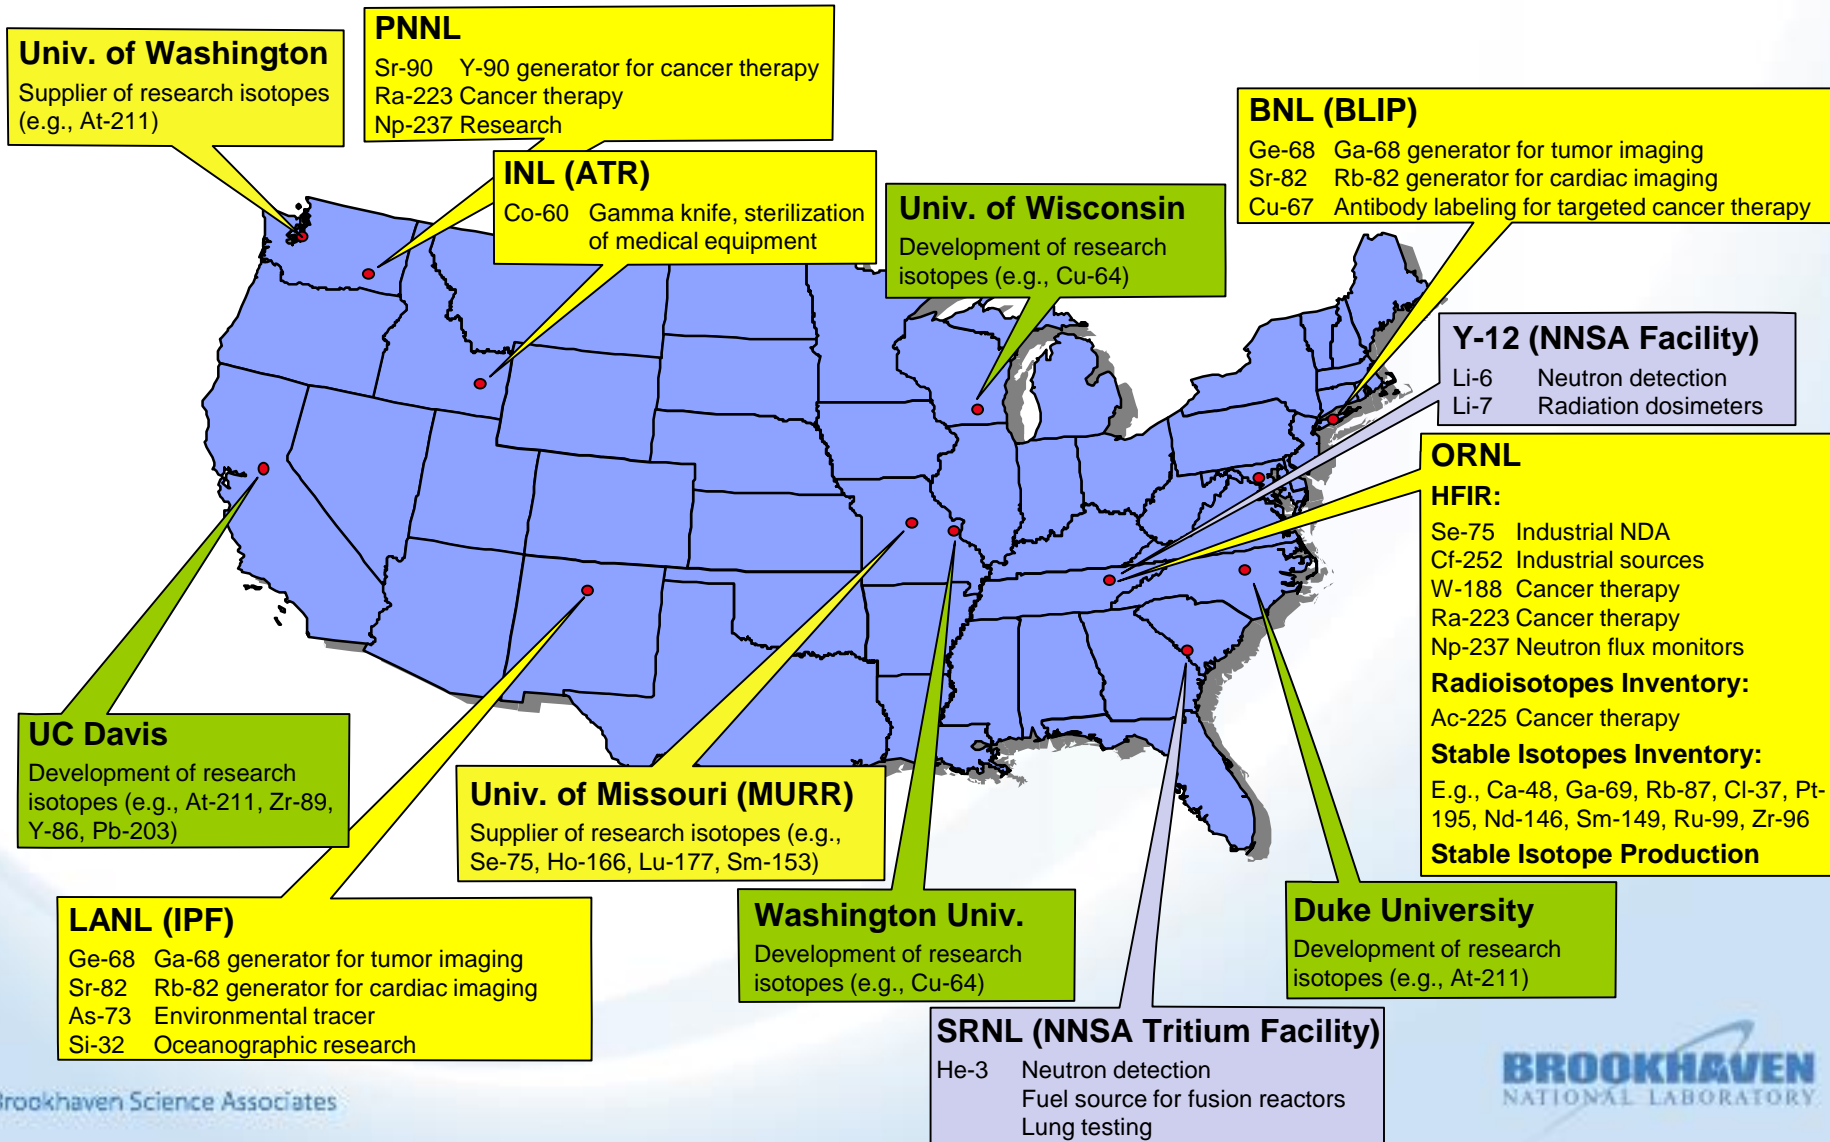 Univ. of Washington
Supplier of research isotopes
(e.g., At-211)
PNNL
Sr-90 Y-90 generator for cancer therapy
Ra-223 Cancer therapy
Np-237 Research
INL (ATR)
Co-60 Gamma knife, sterilization
of medical equipment
Univ. of Wisconsin
Development of research
isotopes (e.g., Cu-64)
BNL (BLIP)
Ge-68 Ga-68 generator for tumor imaging
Sr-82 Rb-82 generator for cardiac imaging
Cu-67 Antibody labeling for targeted cancer therapy
Y-12 (NNSA Facility)
Li-6 Neutron detection
Li-7 Radiation dosimeters
ORNL
HFIR:
Se-75 Industrial NDA
Cf-252 Industrial sources
W-188 Cancer therapy
Ra-223 Cancer therapy
Np-237 Neutron flux monitors
Radioisotopes Inventory:
Ac-225 Cancer therapy
Stable Isotopes Inventory:
E.g., Ca-48, Ga-69, Rb-87, Cl-37, Pt-
195, Nd-146, Sm-149, Ru-99, Zr-96
Stable Isotope Production
UC Davis
Development of research
isotopes (e.g., At-211, Zr-89,
Y-86, Pb-203)
Univ. of Missouri (MURR)
Supplier of research isotopes (e.g.,
Se-75, Ho-166, Lu-177, Sm-153)
LANL (IPF)
Ge-68 Ga-68 generator for tumor imaging
Sr-82 Rb-82 generator for cardiac imaging
As-73 Environmental tracer
Si-32 Oceanographic research
Washington Univ.
Development of research
isotopes (e.g., Cu-64)
Duke University
Development of research
isotopes (e.g., At-211)
SRNL (NNSA Tritium Facility)
He-3 Neutron detection
Fuel source for fusion reactors
Lung testing
Brookhaven Science Associates
BROOKHAVEN
NATIONAL LABORATORY